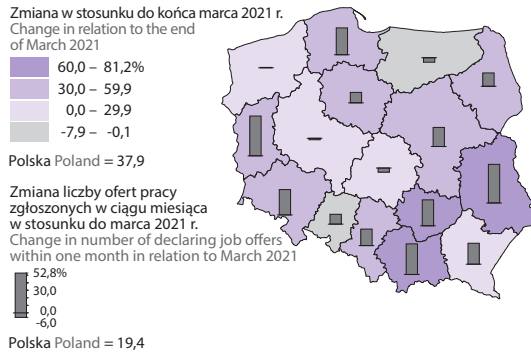 Zmiana w stosunku do końca marca 2021 r.
Change in relation to the end
of March 2021
60,0 – 81,2%
30,0 – 59,9
0,0 – 29,9
-7,9 – -0,1
Polska Poland = 37,9
Zmiana liczby ofert pracy
zgłoszonych w ciągu miesiąca
w stosunku do marca 2021 r.
Change in number of declaring job offers
within one month in relation to March 2021
52,8%
30,0
0,0
-6,0
Polska Poland = 19,4